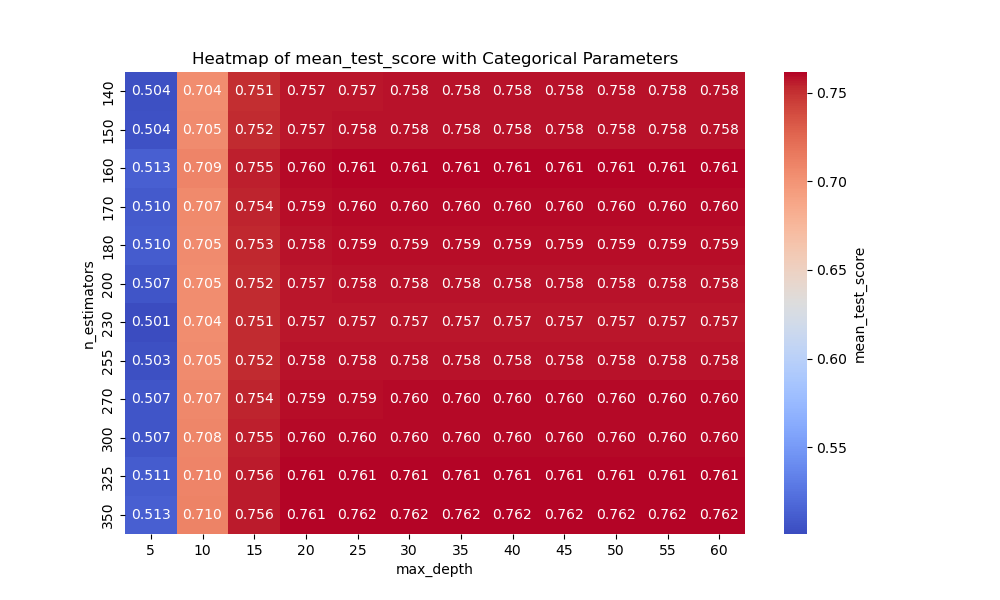 Heatmap of mean_test_score with Categorical Parameters
140 0.504 0.704 0.751 0.757 0.757 0.758 0.758 0.758 0.758 0.758 0.758 0.758
150 0.504 0.705 0.752 0.757 0.758 0.758 0.758 0.758 0.758 0.758 0.758 0.758
160 0.513 0.709 0.755 0.760 0.761 0.761 0.761 0.761 0.761 0.761 0.761 0.761
170 0.510 0.707 0.754 0.759 0.760 0.760 0.760 0.760 0.760 0.760 0.760 0.760
180 0.510 0.705 0.753 0.758 0.759 0.759 0.759 0.759 0.759 0.759 0.759 0.759
200 0.507 0.705 0.752 0.757 0.758 0.758 0.758 0.758 0.758 0.758 0.758 0.758
230 0.501 0.704 0.751 0.757 0.757 0.757 0.757 0.757 0.757 0.757 0.757 0.757
255 0.503 0.705 0.752 0.758 0.758 0.758 0.758 0.758 0.758 0.758 0.758 0.758
270 0.507 0.707 0.754 0.759 0.759 0.760 0.760 0.760 0.760 0.760 0.760 0.760
300 0.507 0.708 0.755 0.760 0.760 0.760 0.760 0.760 0.760 0.760 0.760 0.760
325 0.511 0.710 0.756 0.761 0.761 0.761 0.761 0.761 0.761 0.761 0.761 0.761
350 0.513 0.710 0.756 0.761 0.762 0.762 0.762 0.762 0.762 0.762 0.762 0.762
5 10 15 20 25 30 35 40 45 50 55 60
max_depth
n_estimators
0.75
0.70
0.65
0.60
0.55
mean_test_score